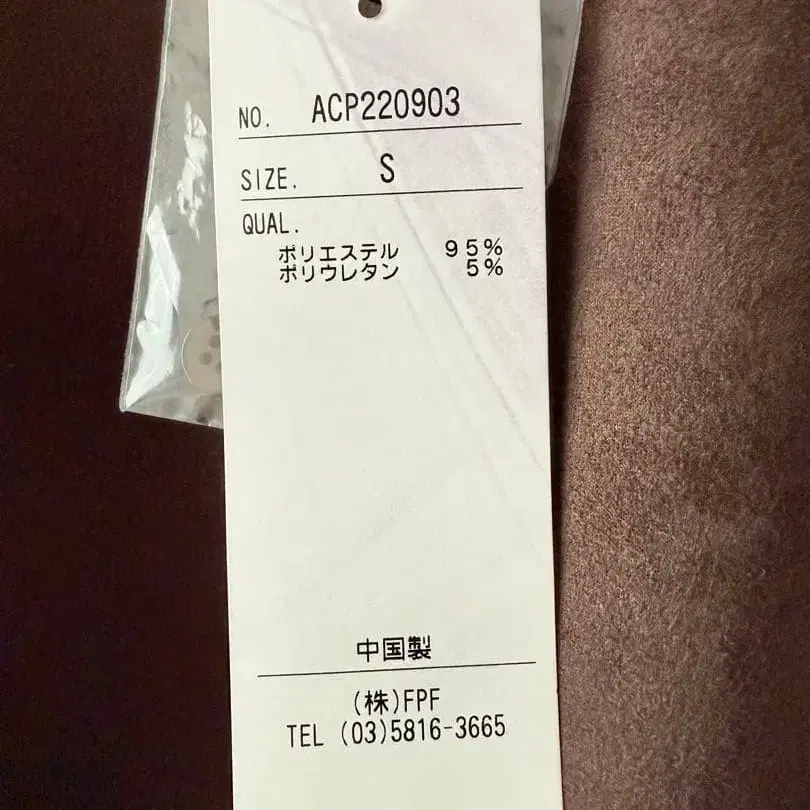 NO. ACP220903
SIZE. S
QUAL.
ポリエステル 95%
ポリウレタン 5%
中国製
(株)FPF
TEL (03)5816-3665